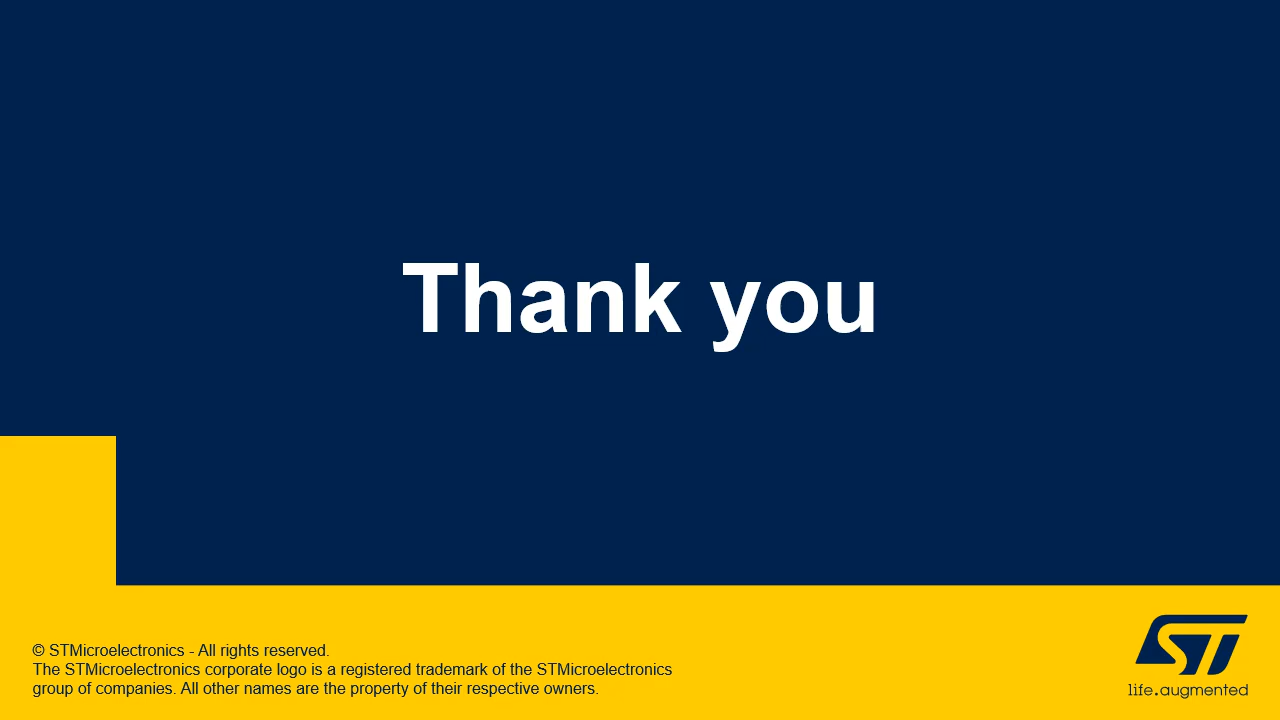 Thank you
© STMicroelectronics - All rights reserved.
The STMicroelectronics corporate logo is a registered trademark of the STMicroelectronics
group of companies. All other names are the property of their respective owners.
ST
life.augmented